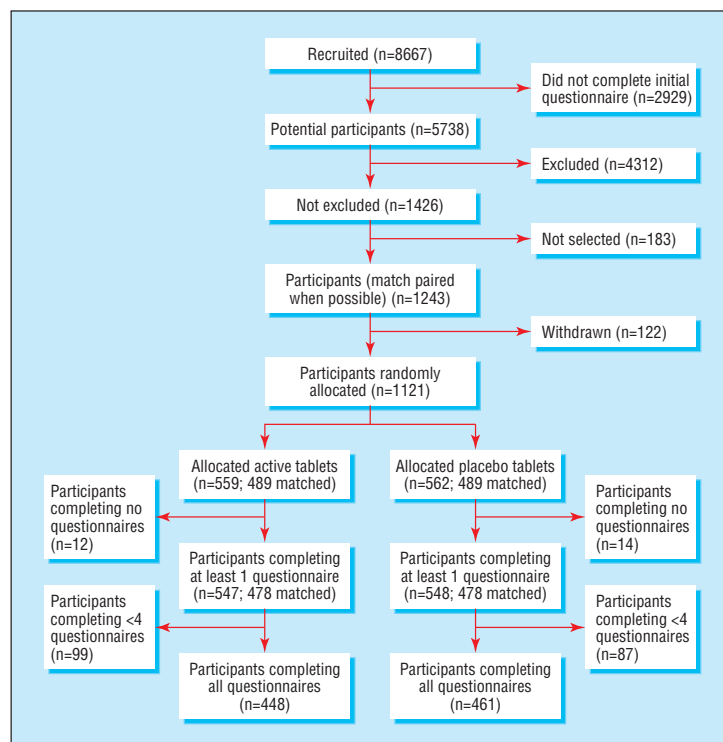 Recruited (n=8667)
Did not complete initial
questionnaire (n=2929)
Potential participants (n=5738)
Excluded (n=4312)
Not excluded (n=1426)
Not selected (n=183)
Participants (match paired
when possible) (n=1243)
Withdrawn (n=122)
Participants randomly
allocated (n=1121)
Allocated active tablets
(n=559; 489 matched)
Allocated placebo tablets
(n=562; 489 matched)
Participants
completing no
questionnaires
(n=12)
Participants
completing no
questionnaires
(n=14)
Participants completing
at least 1 questionnaire
(n=547; 478 matched)
Participants completing
at least 1 questionnaire
(n=548; 478 matched)
Participants
completing <4
questionnaires
(n=99)
Participants
completing <4
questionnaires
(n=87)
Participants completing
all questionnaires
(n=448)
Participants completing
all questionnaires
(n=461)